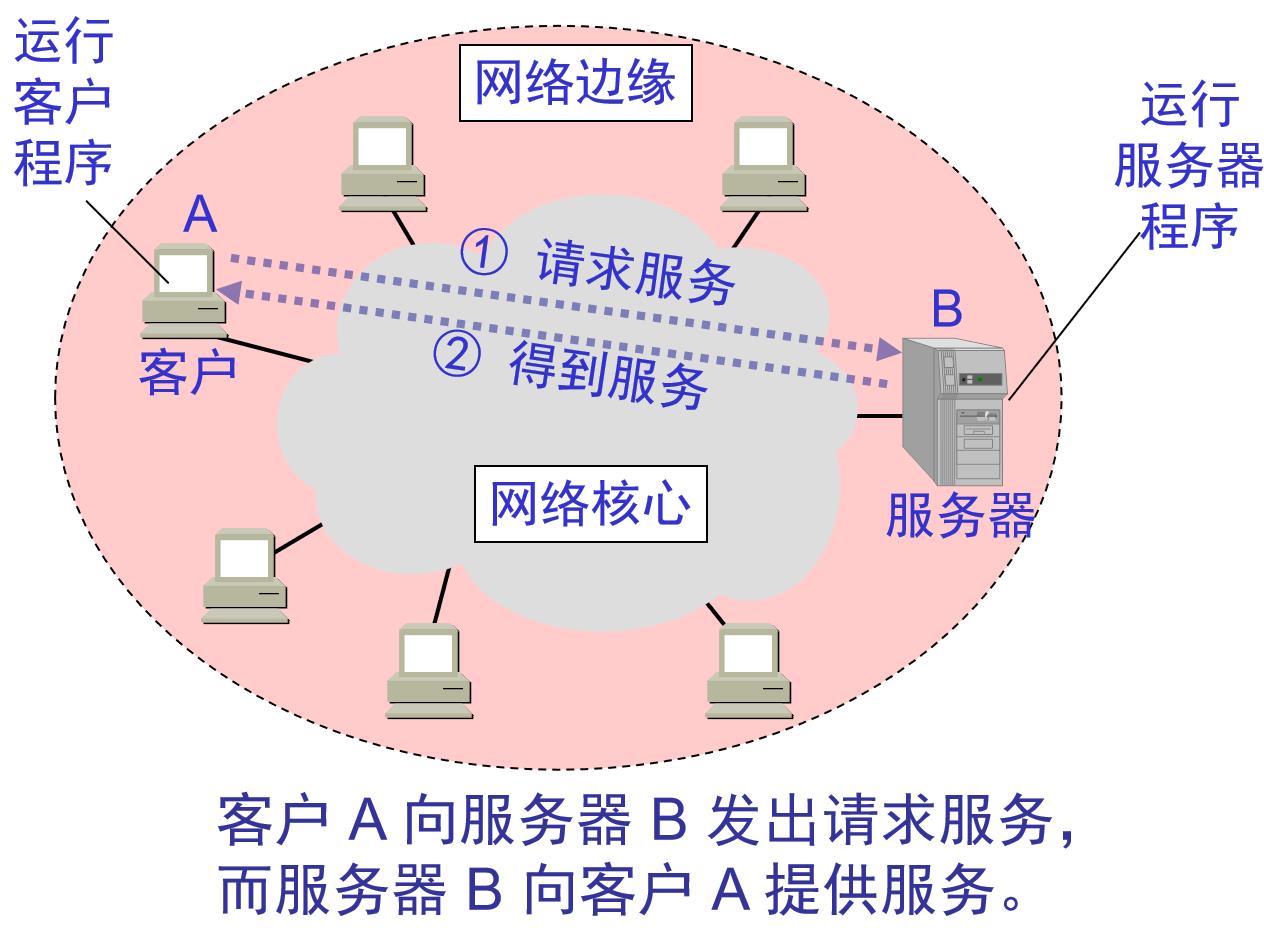 运行
客户
程序
网络边缘
运行
服务器
程序
A
① 请求服务
B
② 得到服务
客户
网络核心
服务器
客户 A 向服务器 B 发出请求服务，
而服务器 B 向客户 A 提供服务。